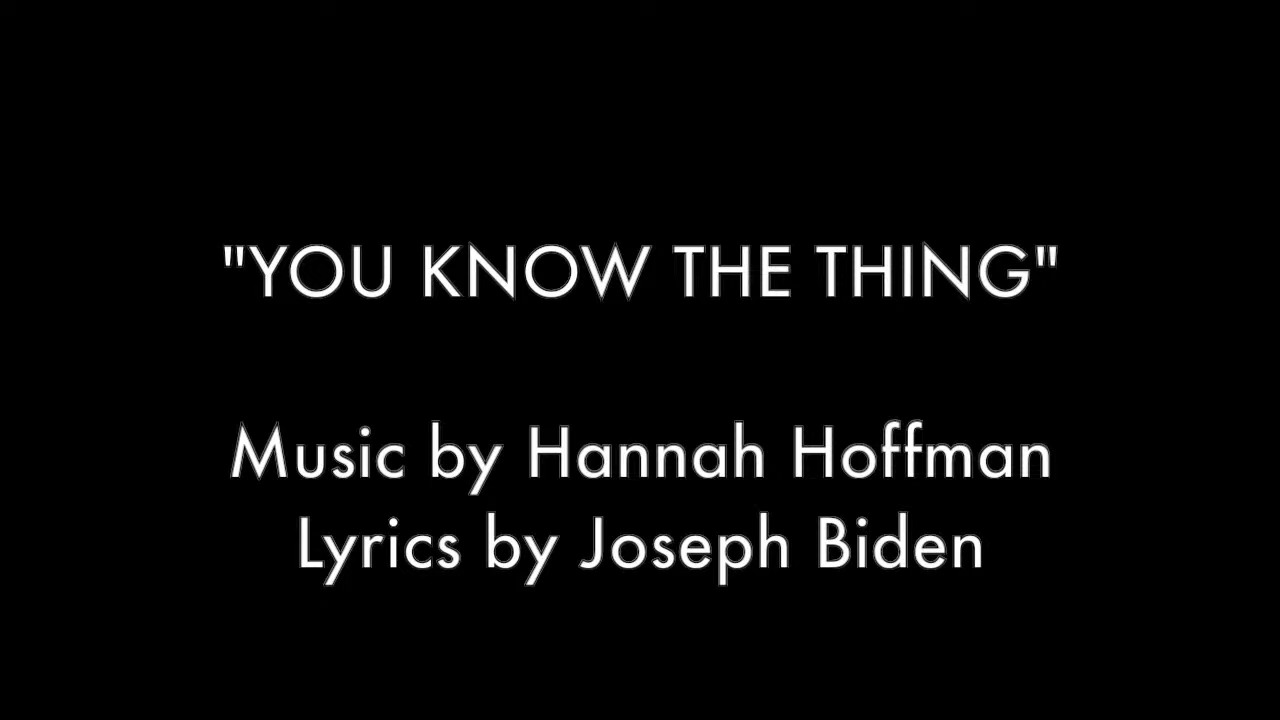 "YOU KNOW THE THING"
Music by Hannah Hoffman
Lyrics by Joseph Biden